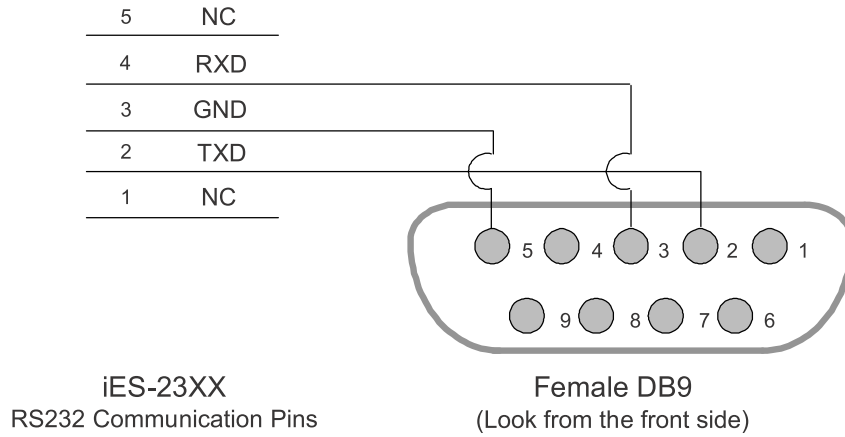 5 NC
4 RXD
3 GND
2 TXD
1 NC
5 4 3 2 1
9 8 7 6
iES-23XX
RS232 Communication Pins
Female DB9
(Look from the front side)